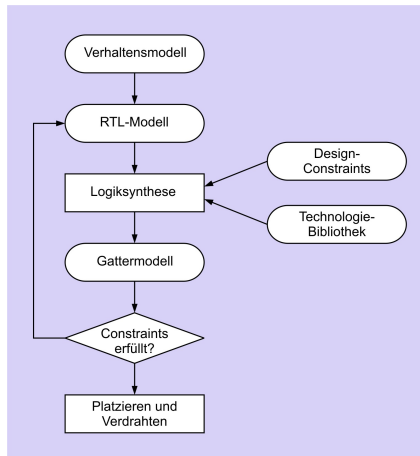 Verhaltensmodell
RTL-Modell
Design-
Constraints
Logiksynthese
Technologie-
Bibliothek
Gattermodell
Constraints
erfüllt?
Platzieren und
Verdrahten